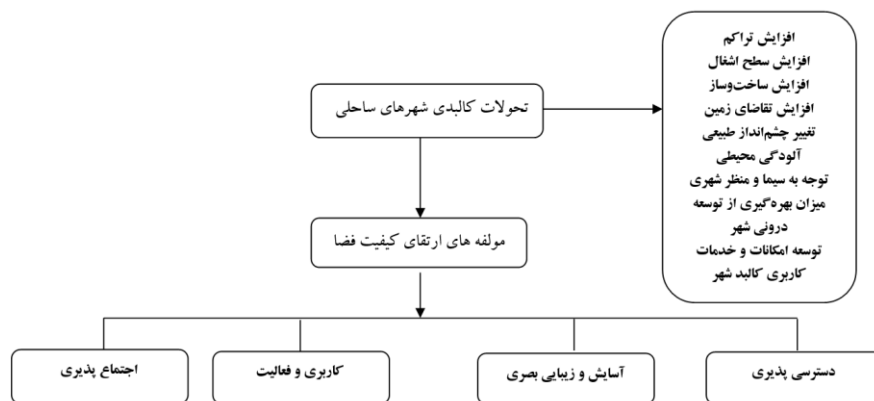 افزایش تراکم
افزایش سطح اشغال
افزایش ساخت‌وساز
افزایش تقاضای زمین
تغییر چشم‌انداز طبیعی
آلودگی محیطی
توجه به سیما و منظر شهری
میزان بهره‌گیری از توسعه
درونی شهر
توسعه امکانات و خدمات
کاربری کالبد شهر
تحولات کالبدی شهرهای ساحلی
مولفه های ارتقای کیفیت فضا
دسترسی پذیری
آسایش و زیبایی بصری
کاربری و فعالیت
اجتماع پذیری